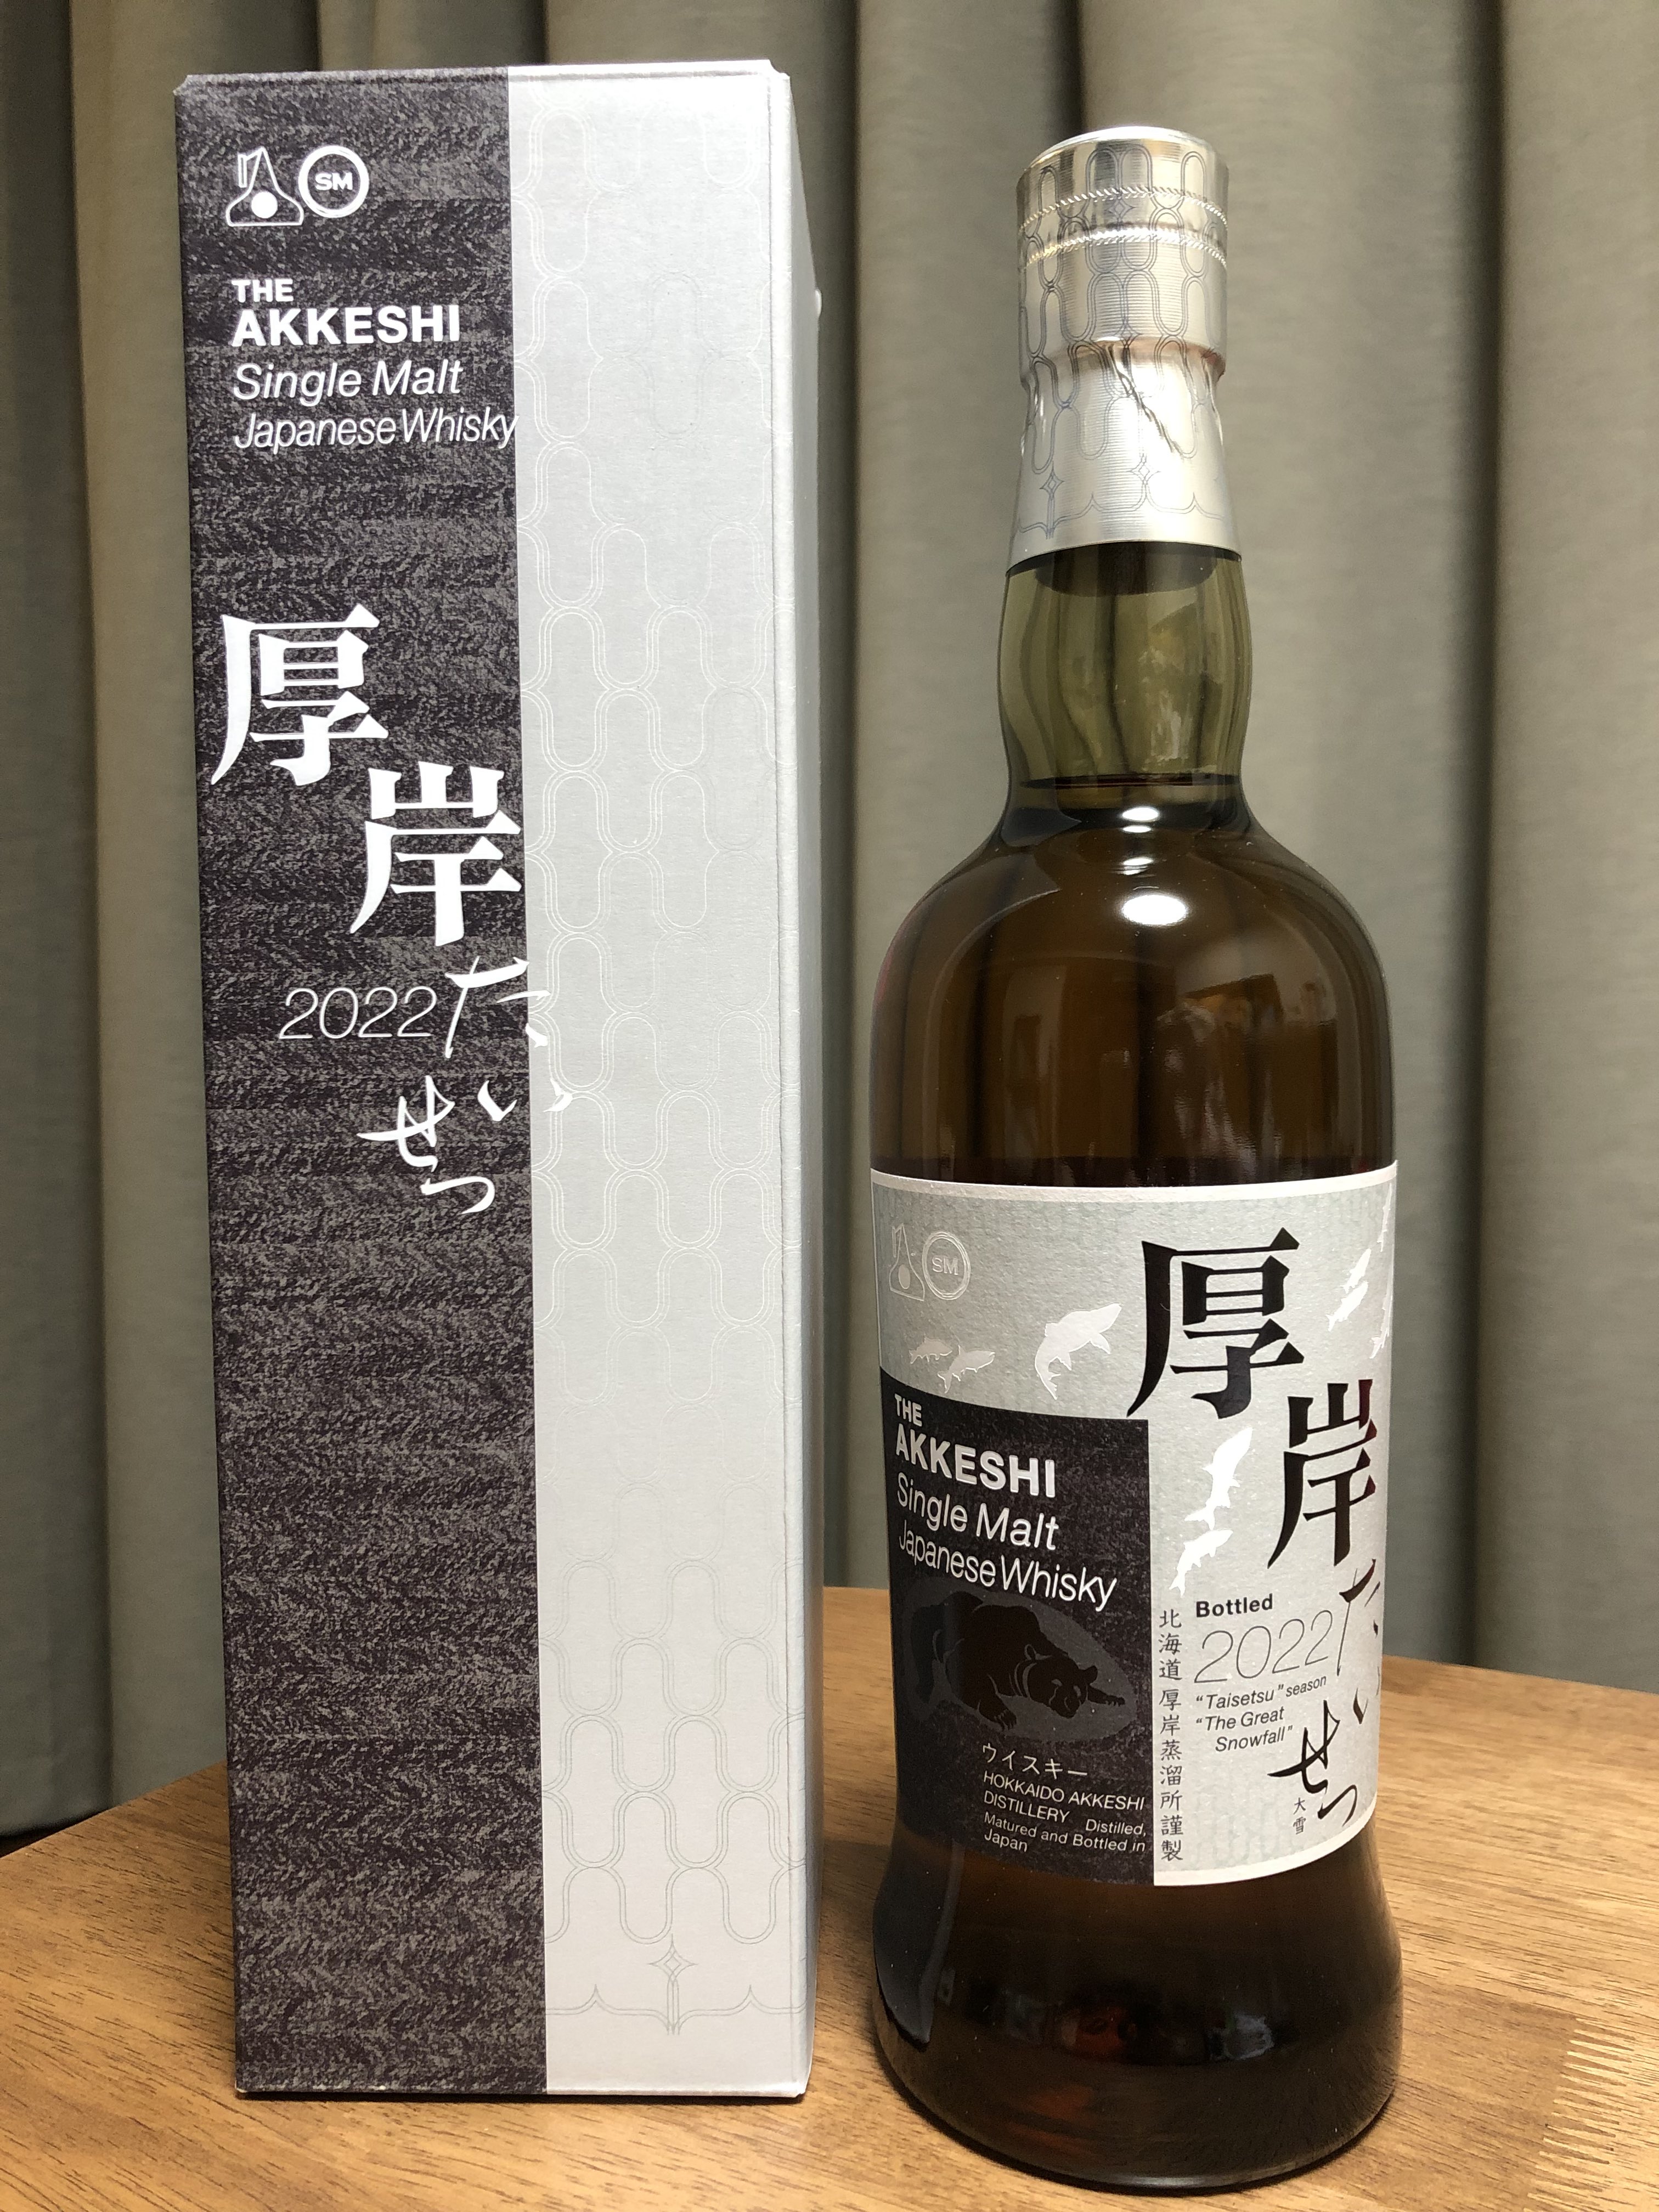 SM
THE
AKKESHI
Single Malt
Japanese Whisky
厚岸
2022
たいせつ
SM
厚岸
THE
AKKESHI
Single Malt
Japanese Whisky
Bottled
2022
たいせつ
"Taisetsu" season
"The Great
Snowfall"
大雪
北海道厚岸蒸溜所謹製
ウイスキー
HOKKAIDO AKKESHI
DISTILLERY Distilled,
Matured and Bottled in
Japan